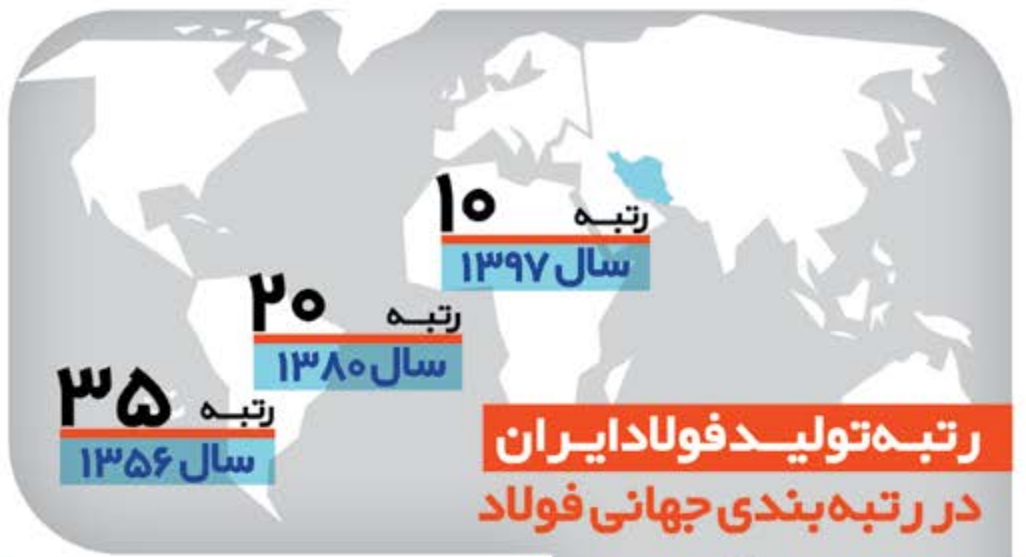 رتبه ۱۰
سال ۱۳۹۷
رتبه ۲۰
سال ۱۳۸۰
رتبه ۳۵
سال ۱۳۵۶
رتبه تولید فولاد ایران
در رتبه‌بندی جهانی فولاد